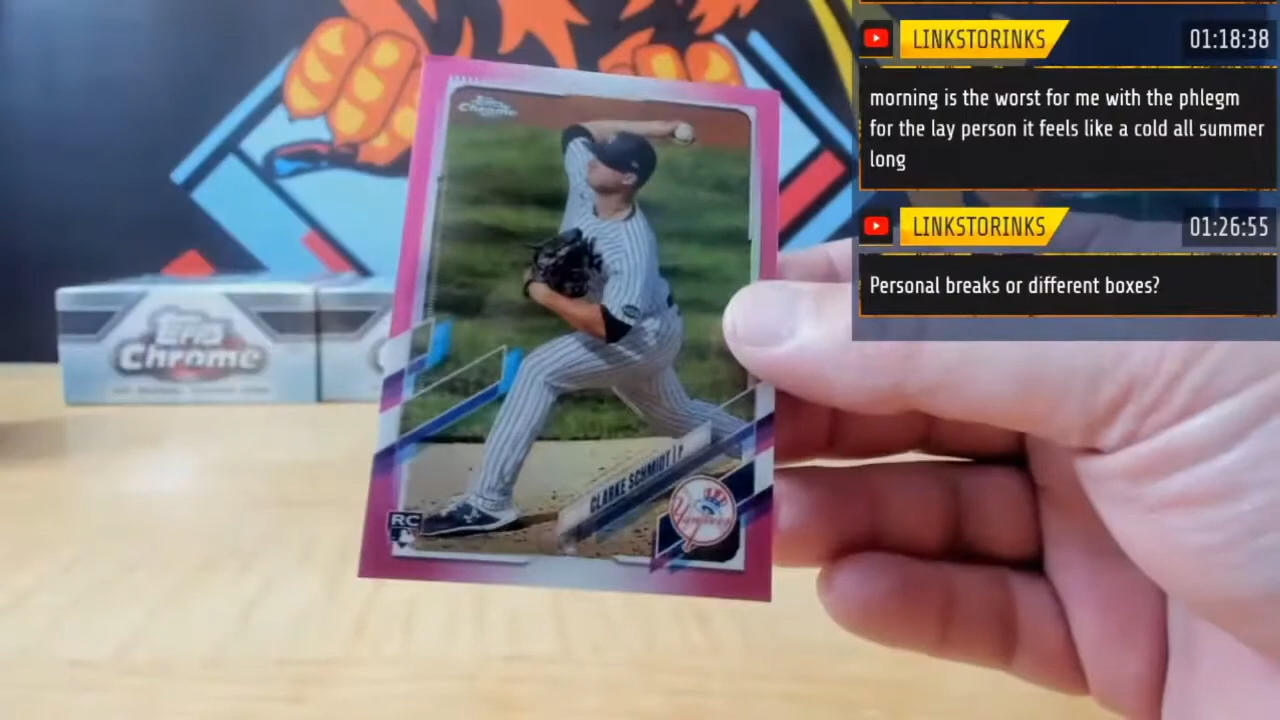 LINKSTORINKS 01:18:38
morning is the worst for me with the phlegm
for the lay person it feels like a cold all summer
long
LINKSTORINKS 01:26:55
Personal breaks or different boxes?
Topps
Chrome
Topps
Chrome
CLARKE SCHMIDT | P
Yankees
RC